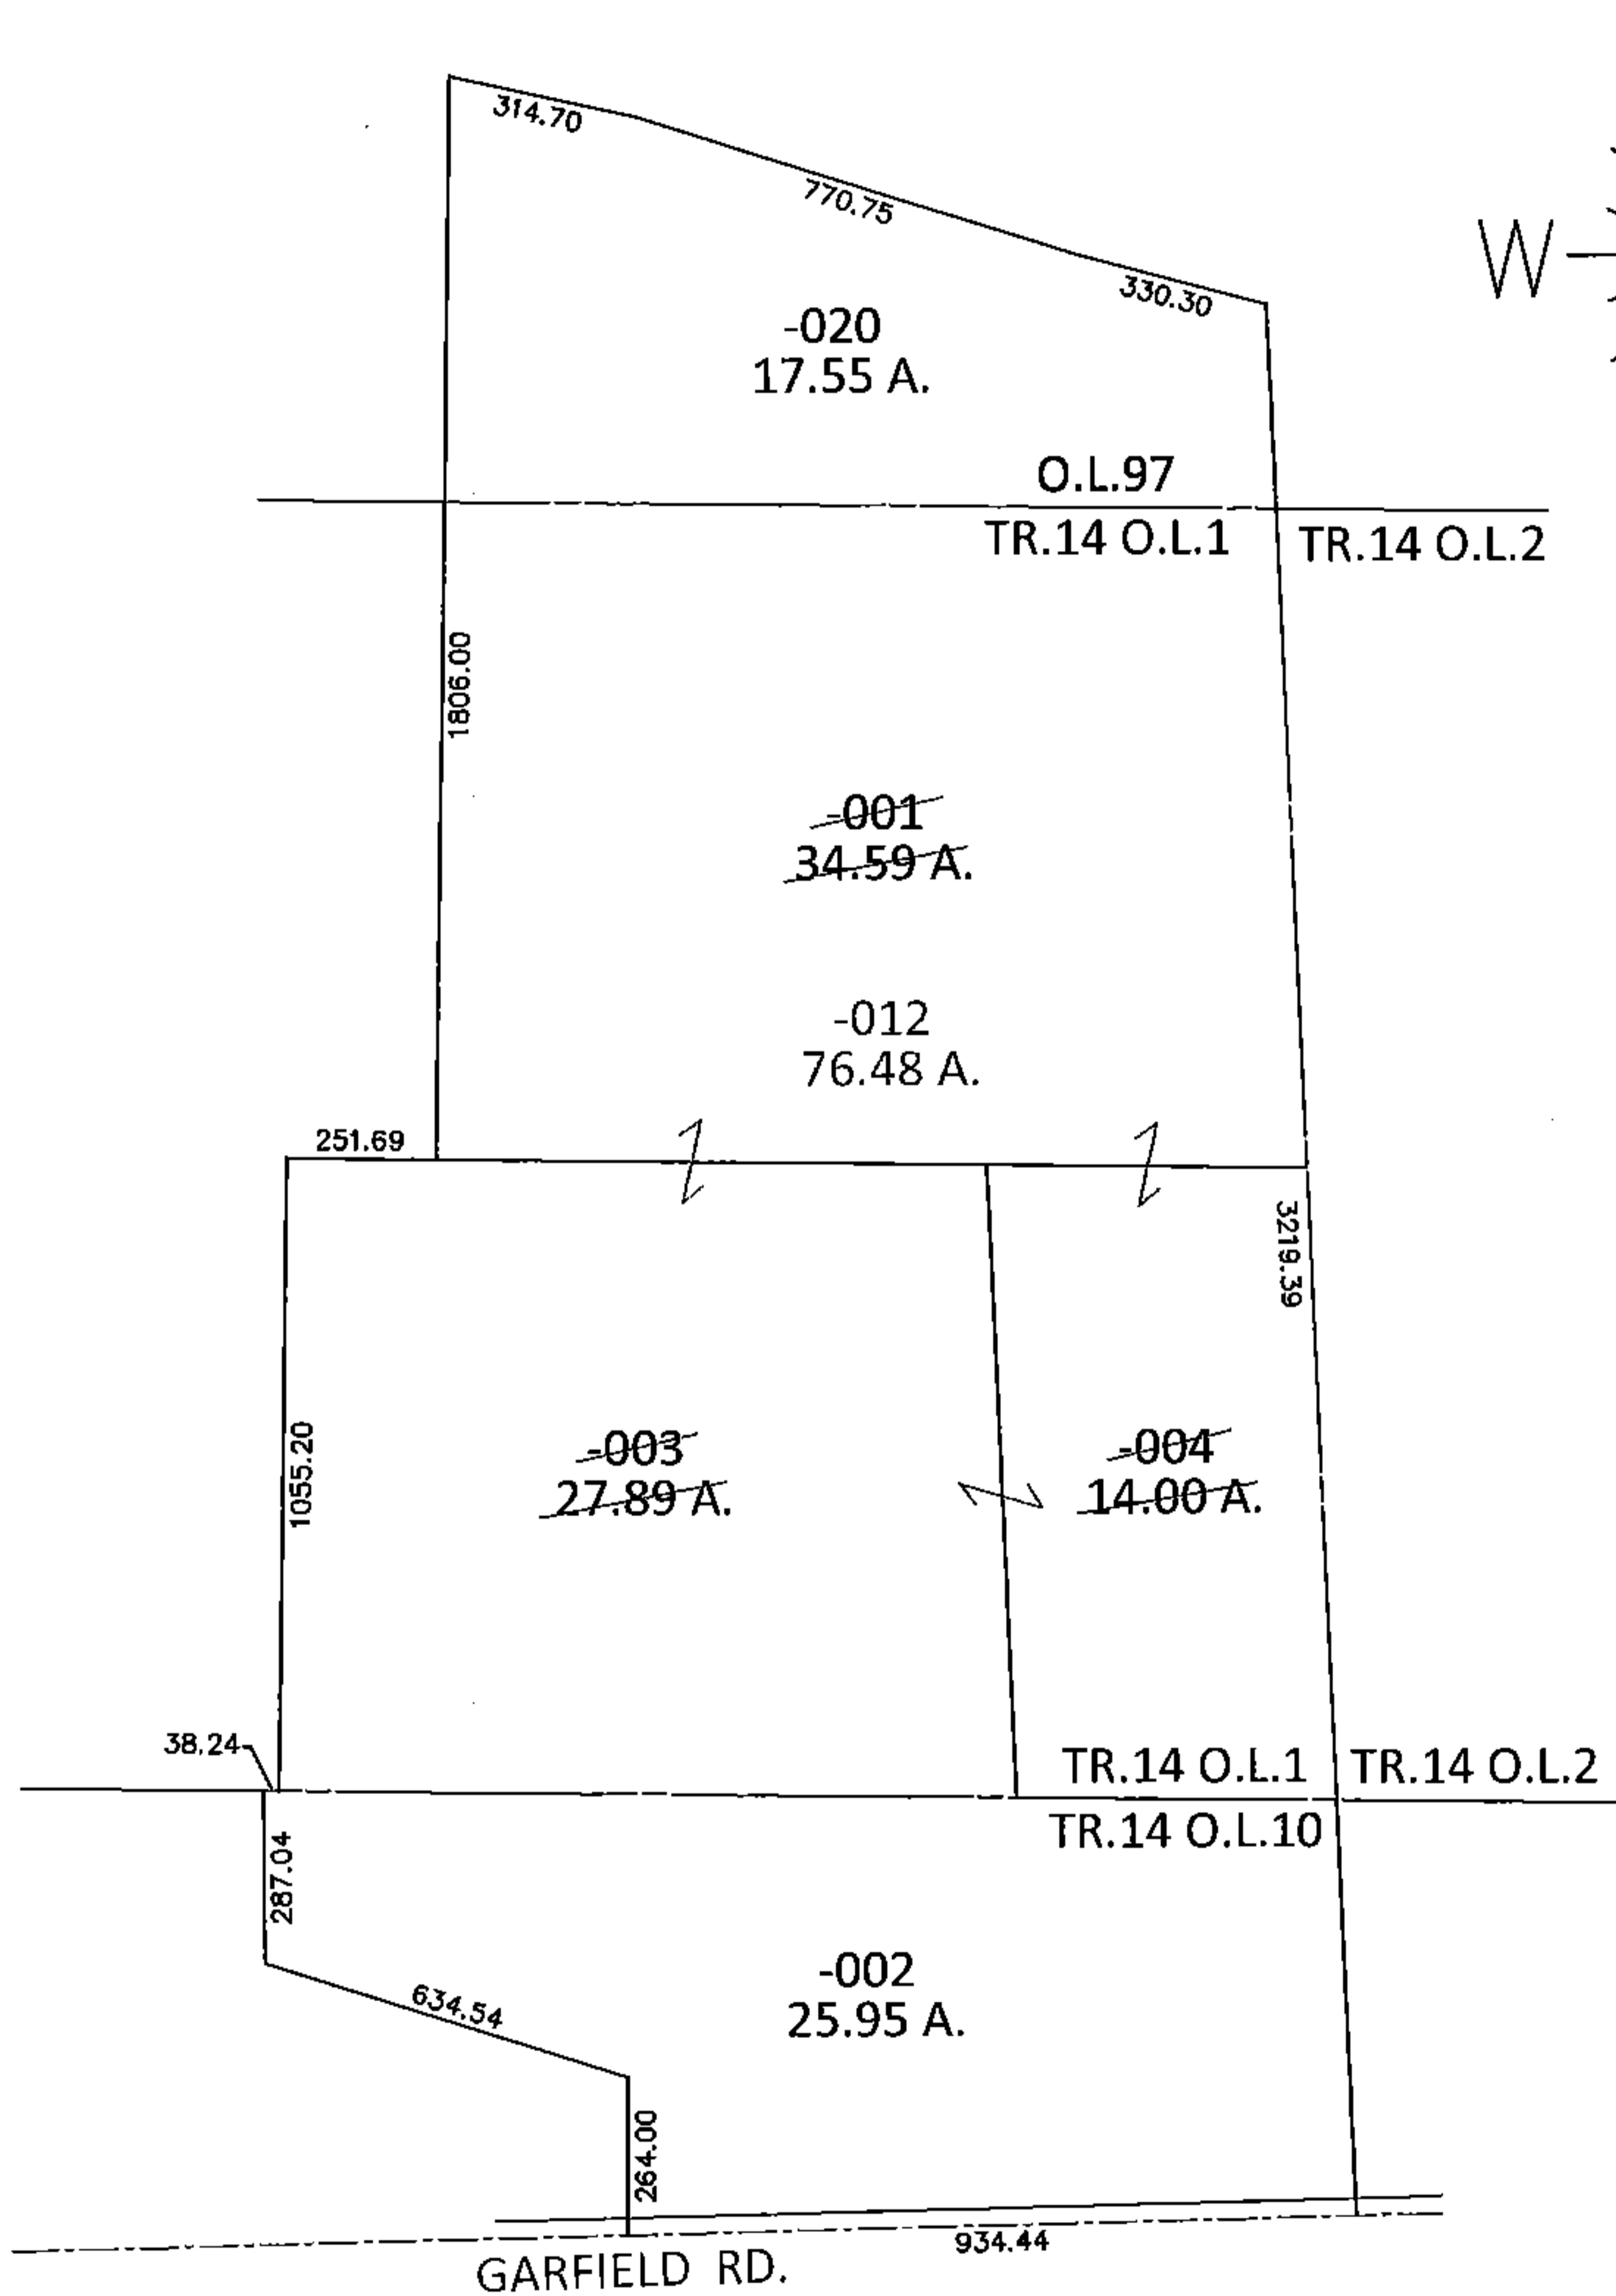 314.70
770.75
330.30
W
-020
17.55 A.
O.L.97
TR.14 O.L.1 TR.14 O.L.2
1806.00
-001
34.59 A.
-012
76.48 A.
251.69
3219.39
1055.20
-003
27.89 A.
-004
14.00 A.
38.24
TR.14 O.L.1 TR.14 O.L.2
TR.14 O.L.10
287.04
-002
25.95 A.
634.54
264.00
934.44
GARFIELD RD.